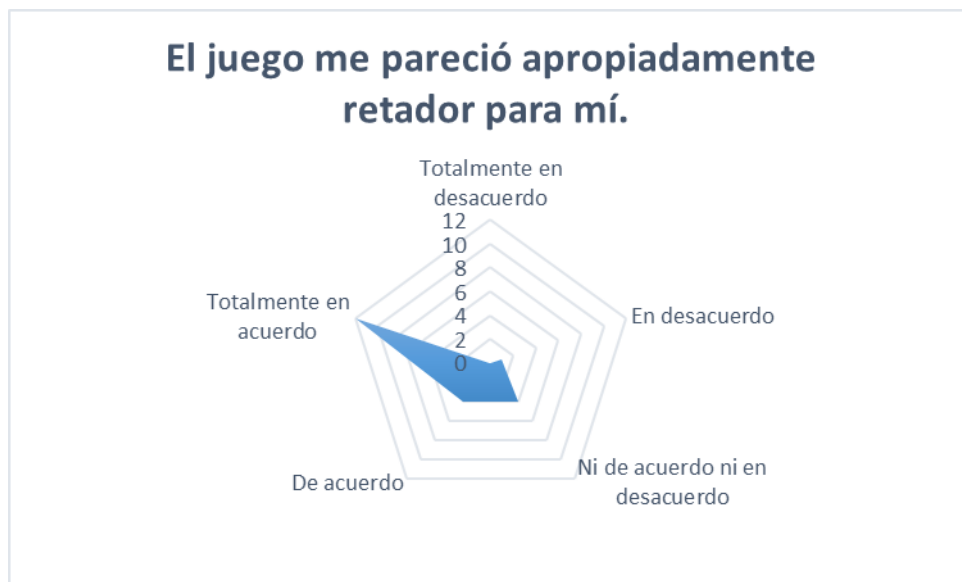 El juego me pareció apropiadamente
retador para mí.
Totalmente en
desacuerdo
12
10
8
6
4
2
0
En desacuerdo
Ni de acuerdo ni en
desacuerdo
De acuerdo
Totalmente en
acuerdo